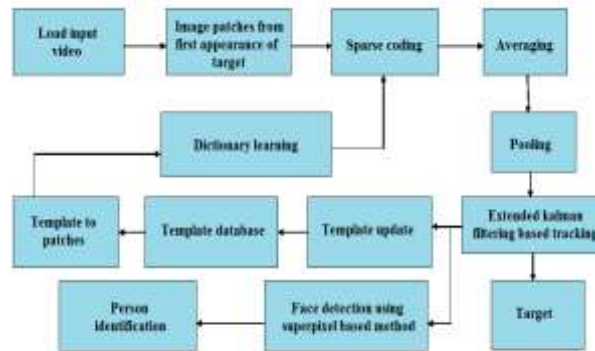 Load input
video
Image patches from
first appearance of
target
Sparse coding
Averaging
Dictionary learning
Pooling
Template to
patches
Template database
Template update
Extended kalman
filtering based tracking
Person
identification
Face detection using
superpixel based method
Target